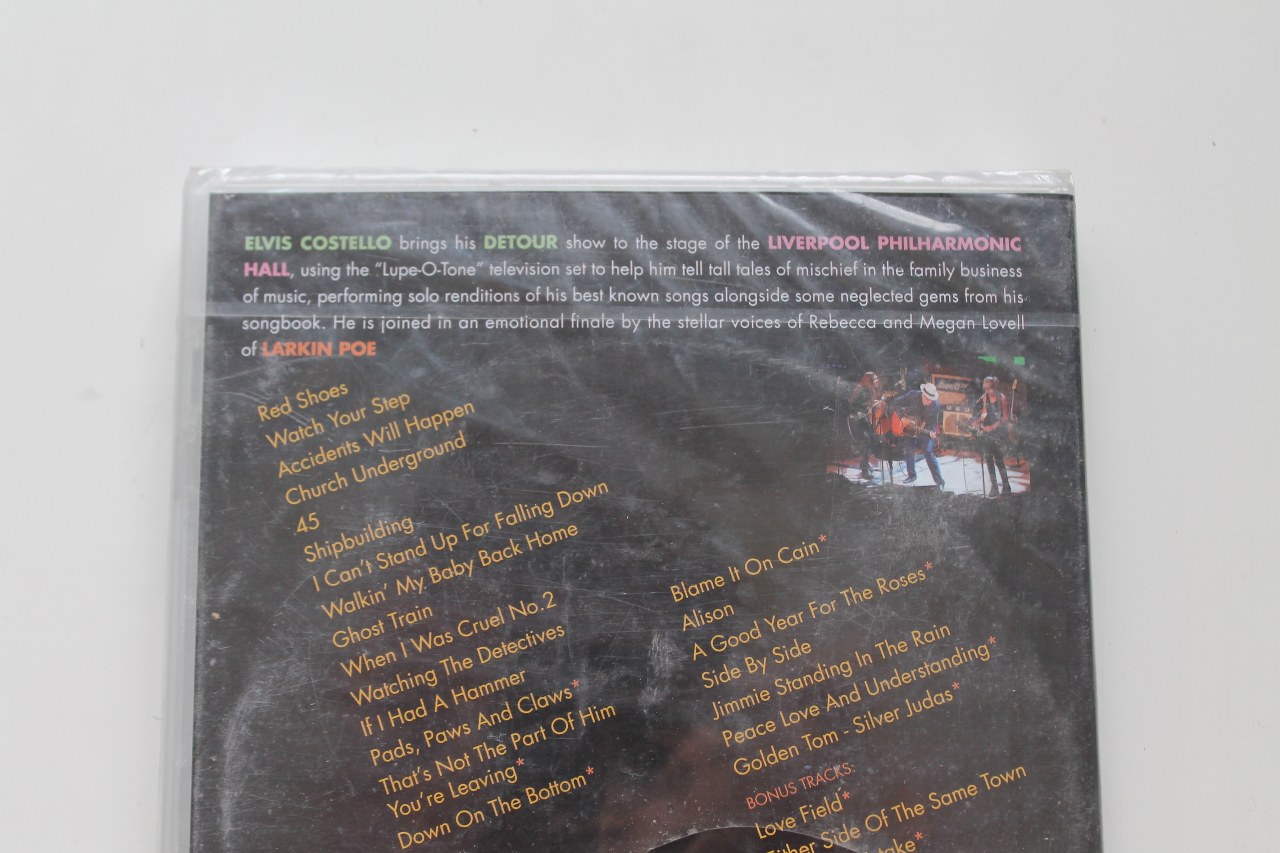 ELVIS COSTELLO brings his DETOUR show to the stage of the LIVERPOOL PHILHARMONIC
HALL, using the “Lupe-O-Tone” television set to help him tell tall tales of mischief in the family business
of music, performing solo renditions of his best known songs alongside some neglected gems from his
songbook. He is joined in an emotional finale by the stellar voices of Rebecca and Megan Lovell
of LARKIN POE
Red Shoes
Watch Your Step
Accidents Will Happen
Church Underground
45
Shipbuilding
I Can't Stand Up For Falling Down
Walkin' My Baby Back Home
Ghost Train
When I Was Cruel No.2
Watching The Detectives
If I Had A Hammer
Pads, Paws And Claws*
That's Not The Part Of Him
You're Leaving*
Down On The Bottom*
Blame It On Cain*
Alison
A Good Year For The Roses*
Side By Side
Jimmie Standing In The Rain
Peace Love And Understanding*
Golden Tom - Silver Judas*
BONUS TRACKS:
Love Field*
Either Side Of The Same Town